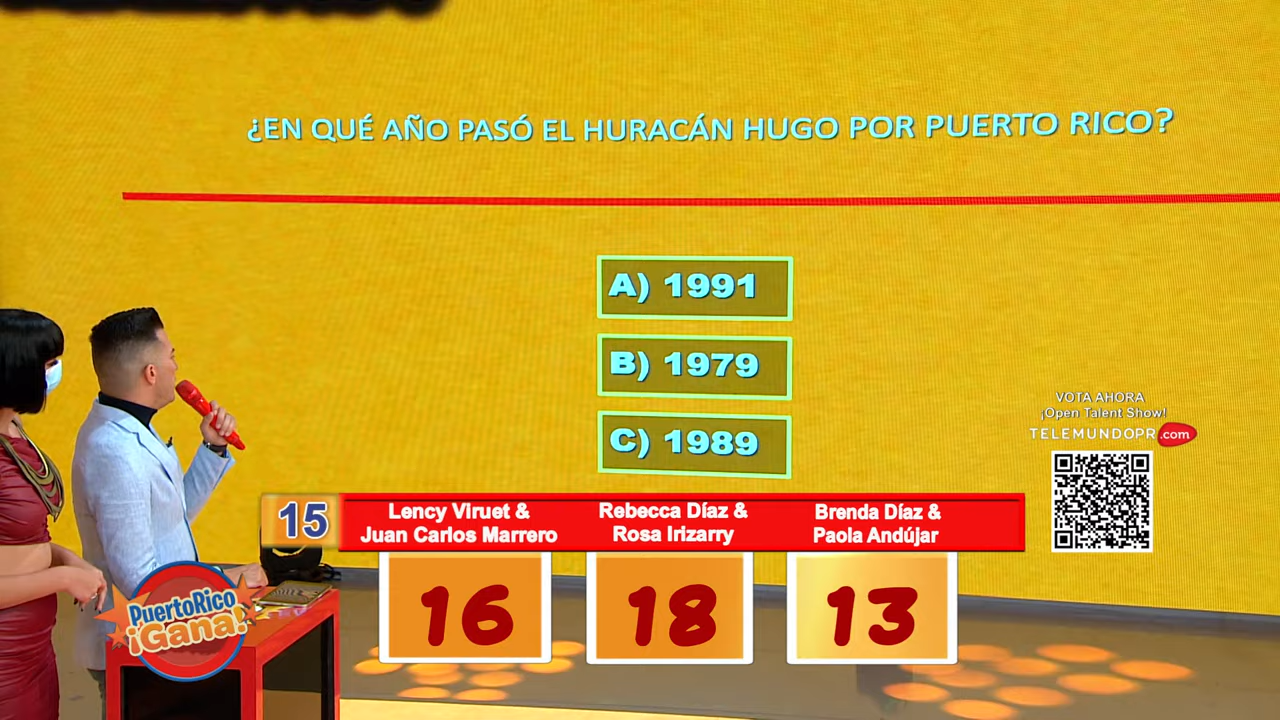 ¿EN QUÉ AÑO PASÓ EL HURACÁN HUGO POR PUERTO RICO?
A) 1991
B) 1979
C) 1989
VOTA AHORA
¡Open Talent Show!
TELEMUNDOPR.com
15
Lency Viruet &
Juan Carlos Marrero
Rebecca Díaz &
Rosa Irizarry
Brenda Díaz &
Paola Andújar
16
18
13
PuertoRico
¡Gana!